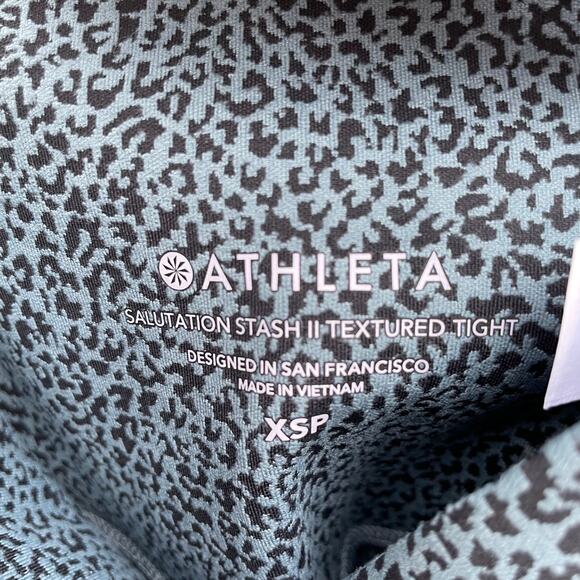 ATHLETA
SALUTATION STASH II TEXTURED TIGHT
DESIGNED IN SAN FRANCISCO
MADE IN VIETNAM
XSP